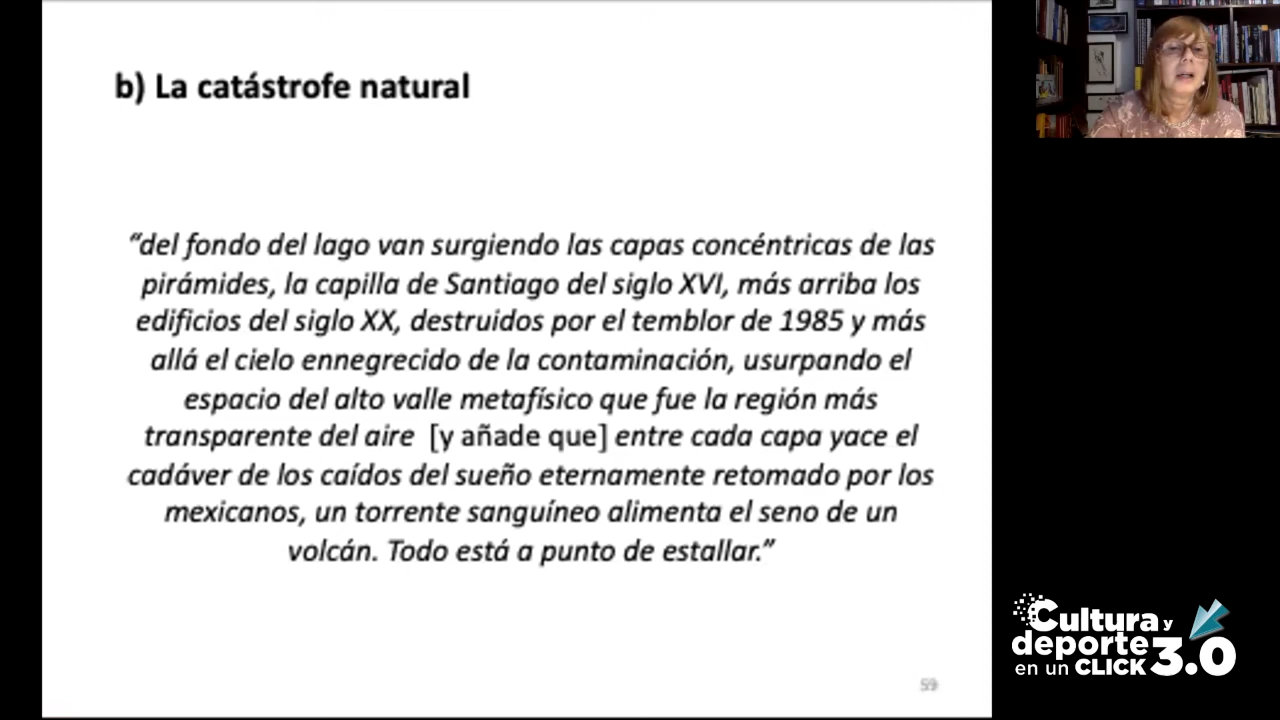 b) La catástrofe natural
“del fondo del lago van surgiendo las capas concéntricas de las
pirámides, la capilla de Santiago del siglo XVI, más arriba los
edificios del siglo XX, destruidos por el temblor de 1985 y más
allá el cielo ennegrecido de la contaminación, usurpando el
espacio del alto valle metafísico que fue la región más
transparente del aire [y añade que] entre cada capa yace el
cadáver de los caídos del sueño eternamente retomado por los
mexicanos, un torrente sanguíneo alimenta el seno de un
volcán. Todo está a punto de estallar.”
59
Cultura y
deporte
en un CLICK 3.0